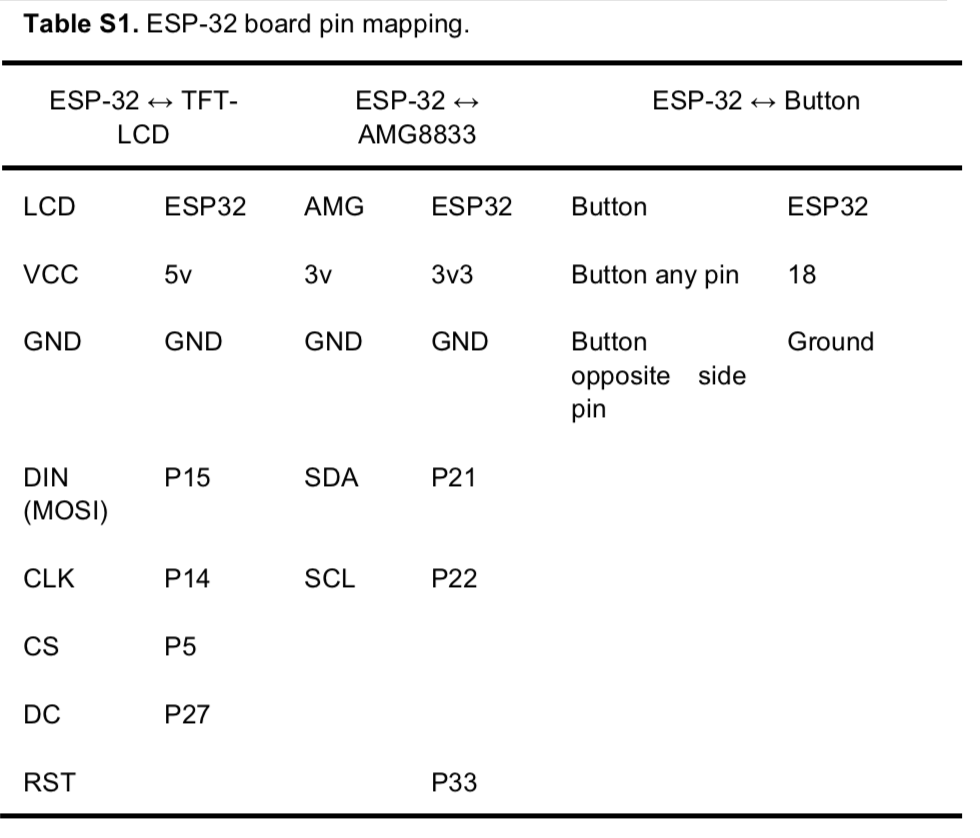 Table S1. ESP-32 board pin mapping.
ESP-32 ↔ TFT-LCD ESP-32 ↔ AMG8833 ESP-32 ↔ Button
LCD ESP32 AMG ESP32 Button ESP32
VCC 5v 3v 3v3 Button any pin 18
GND GND GND GND Button opposite side pin Ground
DIN (MOSI) P15 SDA P21
CLK P14 SCL P22
CS P5
DC P27
RST P33